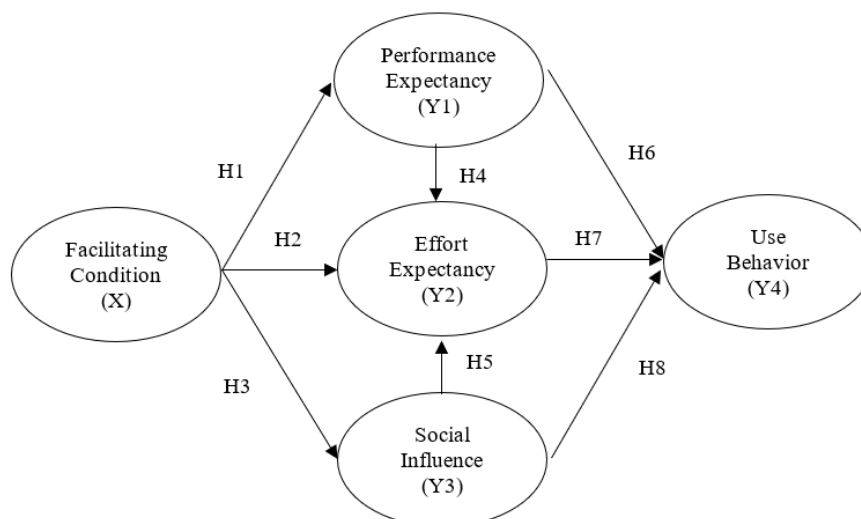 Performance
Expectancy
(Y1)
H1
H4
H6
Facilitating
Condition
(X)
H2
Effort
Expectancy
(Y2)
H7
Use
Behavior
(Y4)
H3
H5
H8
Social
Influence
(Y3)